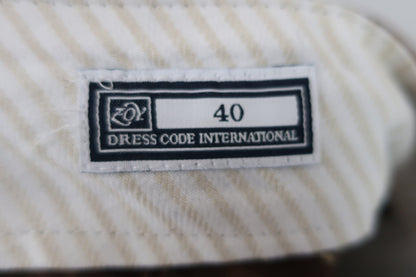 ZOY 40
DRESS CODE INTERNATIONAL